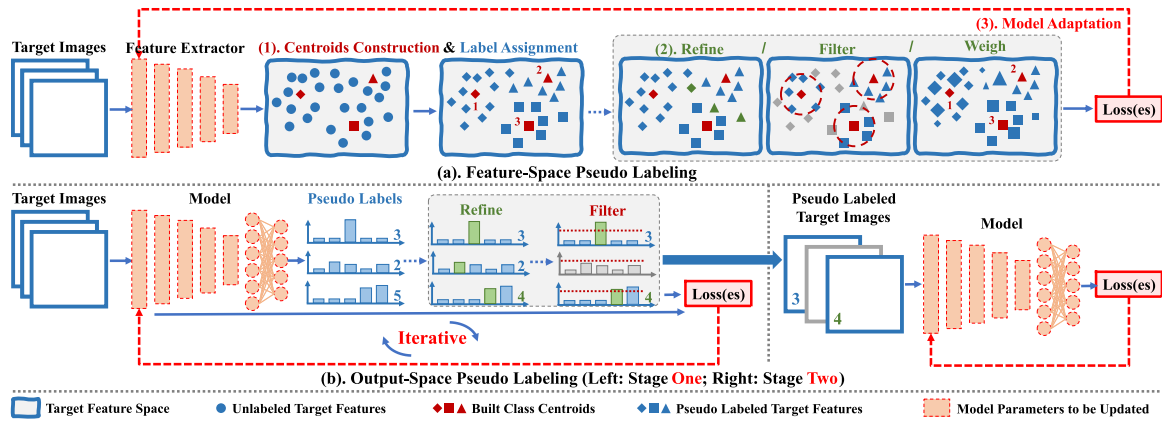 (3). Model Adaptation
Target Images
Feature Extractor
(1). Centroids Construction & Label Assignment
(2). Refine / Filter / Weigh
1
2
3
1
2
3
Loss(es)
(a). Feature-Space Pseudo Labeling
Target Images
Model
Pseudo Labels
3
2
5
Refine
3
2
4
Filter
3
4
Loss(es)
Iterative
Pseudo Labeled
Target Images
3
4
Model
Loss(es)
(b). Output-Space Pseudo Labeling (Left: Stage One; Right: Stage Two)
Target Feature Space
Unlabeled Target Features
Built Class Centroids
Pseudo Labeled Target Features
Model Parameters to be Updated